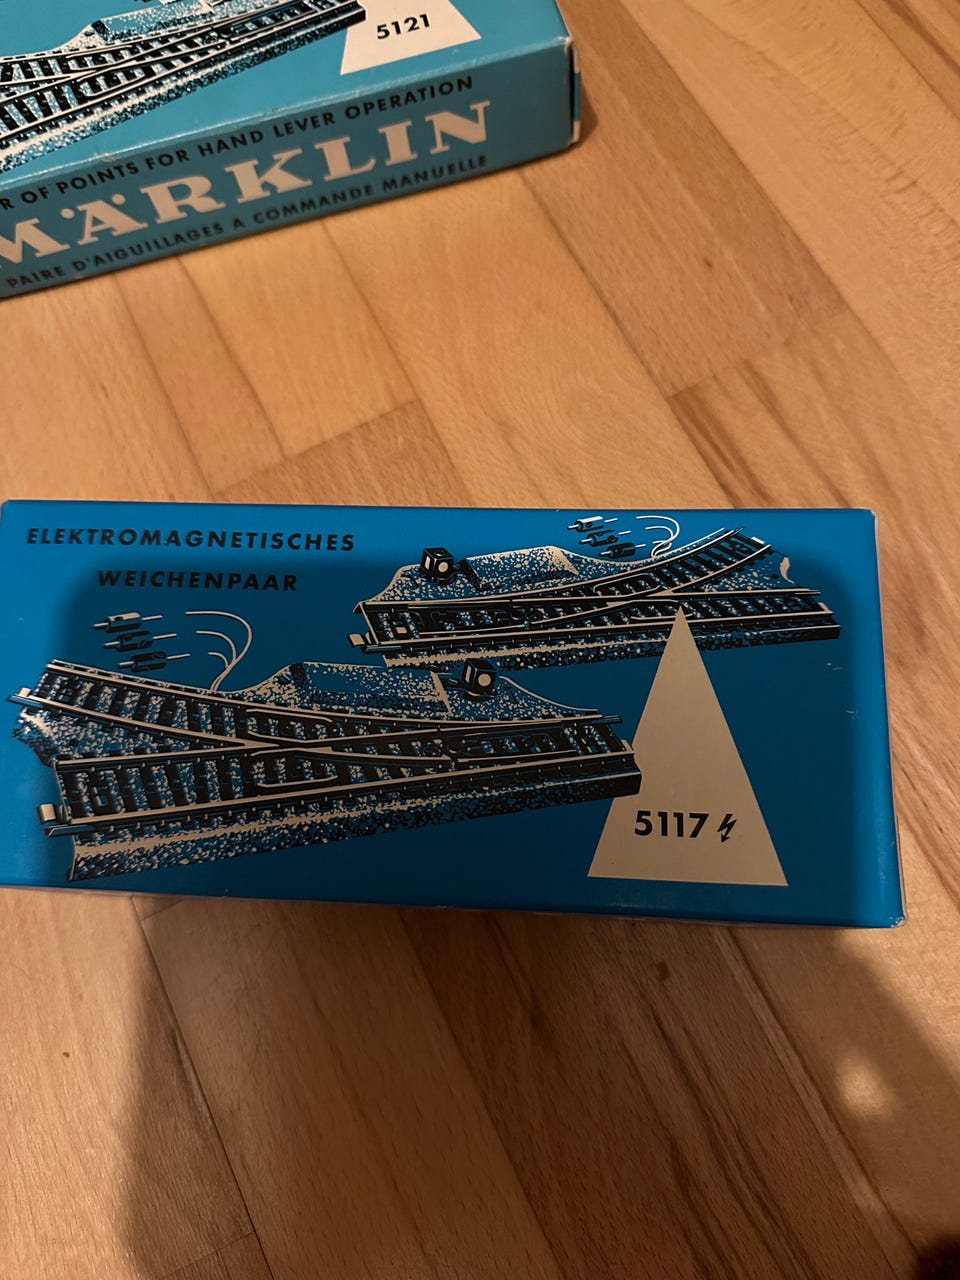 5121
R OF POINTS FOR HAND LEVER OPERATION
MÄRKLIN
PAIRE D'AIGUILLAGES A COMMANDE MANUELLE
ELEKTROMAGNETISCHES
WEICHENPAAR
5117